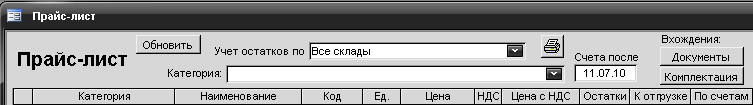 Прайс-лист
Обновить
Вхождения:
Учет остатков по Все склады
Прайс-лист
Счета после
Документы
Категория:
11.07.10
Комплектация
Категория Наименование Код Ед. Цена НДС Цена с НДС Остатки К отгрузке По счетам